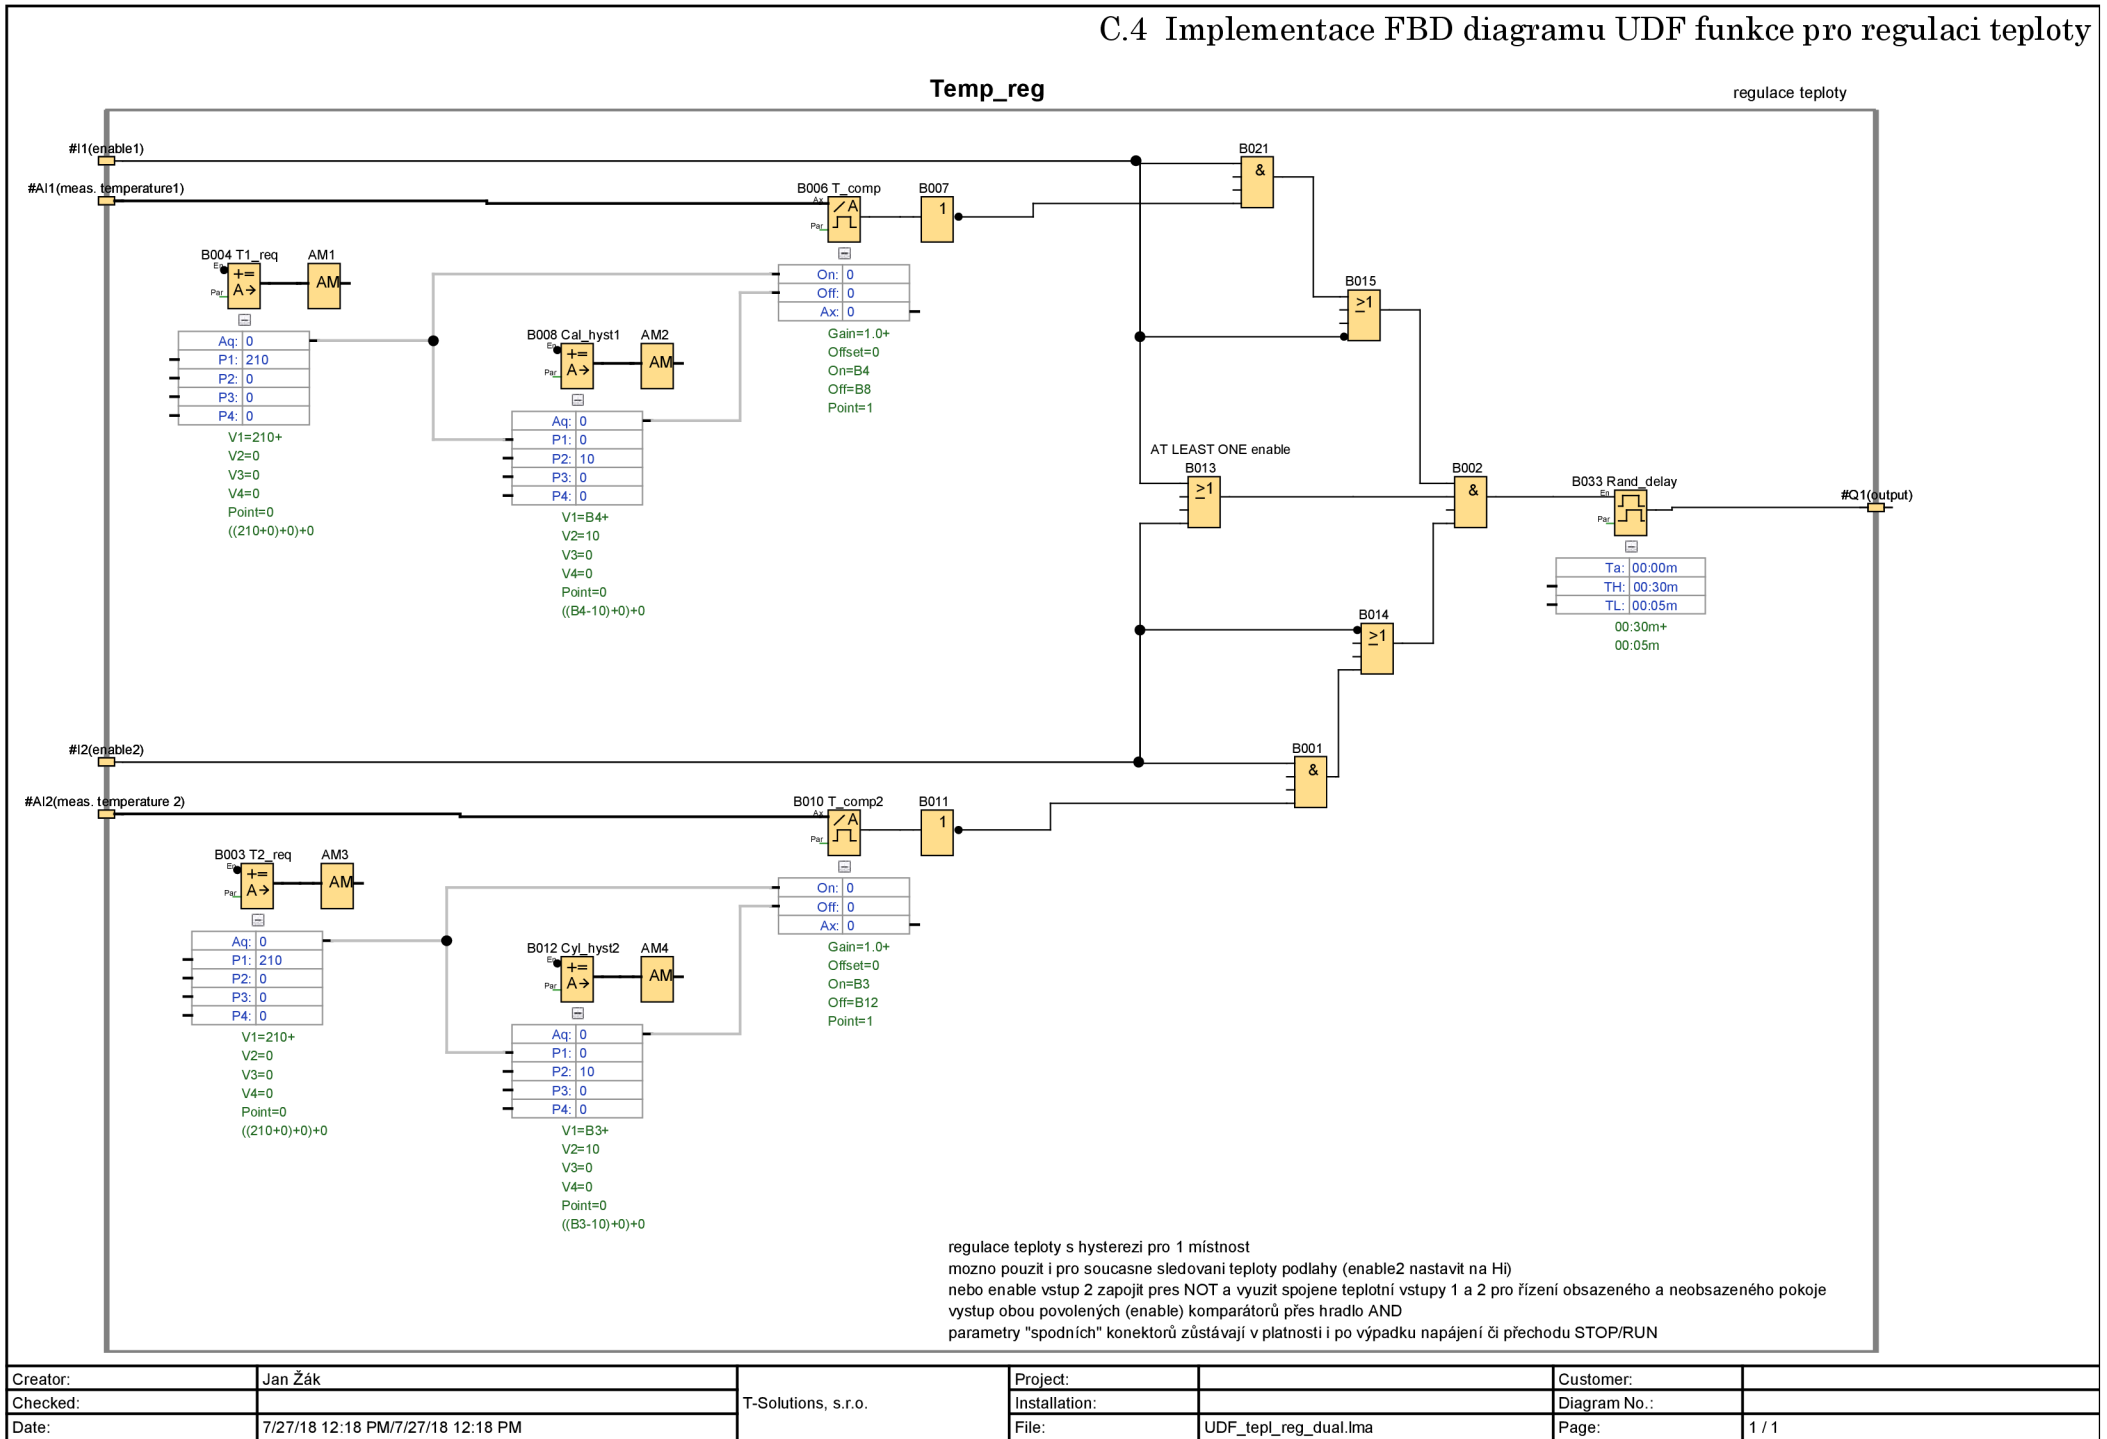 C.4 Implementace FBD diagramu UDF funkce pro regulaci teploty
Temp_reg
regulace teploty
#I1(enable1)
B021
&
#AI1(meas. temperature1)
B006 T_comp
Ax
/A
Par
B007
1
B004 T1_req
En
+=
A→
Par
AM1
AM
On: 0
Off: 0
Ax: 0
Gain=1.0+
Offset=0
On=B4
Off=B8
Point=1
B015
≥1
Aq: 0
P1: 210
P2: 0
P3: 0
P4: 0
V1=210+
V2=0
V3=0
V4=0
Point=0
((210+0)+0)+0
B008 Cal_hyst1
En
+=
A→
Par
AM2
AM
Aq: 0
P1: 0
P2: 10
P3: 0
P4: 0
V1=B4+
V2=10
V3=0
V4=0
Point=0
((B4-10)+0)+0
AT LEAST ONE enable
B013
≥1
B002
&
B033 Rand_delay
En
Par
#Q1(output)
Ta: 00:00m
TH: 00:30m
TL: 00:05m
00:30m+
00:05m
B014
≥1
#I2(enable2)
B001
&
#AI2(meas. temperature 2)
B010 T_comp2
Ax
/A
Par
B011
1
B003 T2_req
En
+=
A→
Par
AM3
AM
On: 0
Off: 0
Ax: 0
Gain=1.0+
Offset=0
On=B3
Off=B12
Point=1
Aq: 0
P1: 210
P2: 0
P3: 0
P4: 0
V1=210+
V2=0
V3=0
V4=0
Point=0
((210+0)+0)+0
B012 Cyl_hyst2
En
+=
A→
Par
AM4
AM
Aq: 0
P1: 0
P2: 10
P3: 0
P4: 0
V1=B3+
V2=10
V3=0
V4=0
Point=0
((B3-10)+0)+0
regulace teploty s hysterezi pro 1 místnost
mozno pouzit i pro soucasne sledovani teploty podlahy (enable2 nastavit na Hi)
nebo enable vstup 2 zapojit pres NOT a vyuzit spojene teplotní vstupy 1 a 2 pro řízení obsazeného a neobsazeného pokoje
vystup obou povolených (enable) komparátorů přes hradlo AND
parametry "spodních" konektorů zůstávají v platnosti i po výpadku napájení či přechodu STOP/RUN
Creator: Jan Žák
Checked:
Date: 7/27/18 12:18 PM/7/27/18 12:18 PM
T-Solutions, s.r.o.
Project:
Installation:
File: UDF_tepl_reg_dual.lma
Customer:
Diagram No.:
Page: 1 / 1